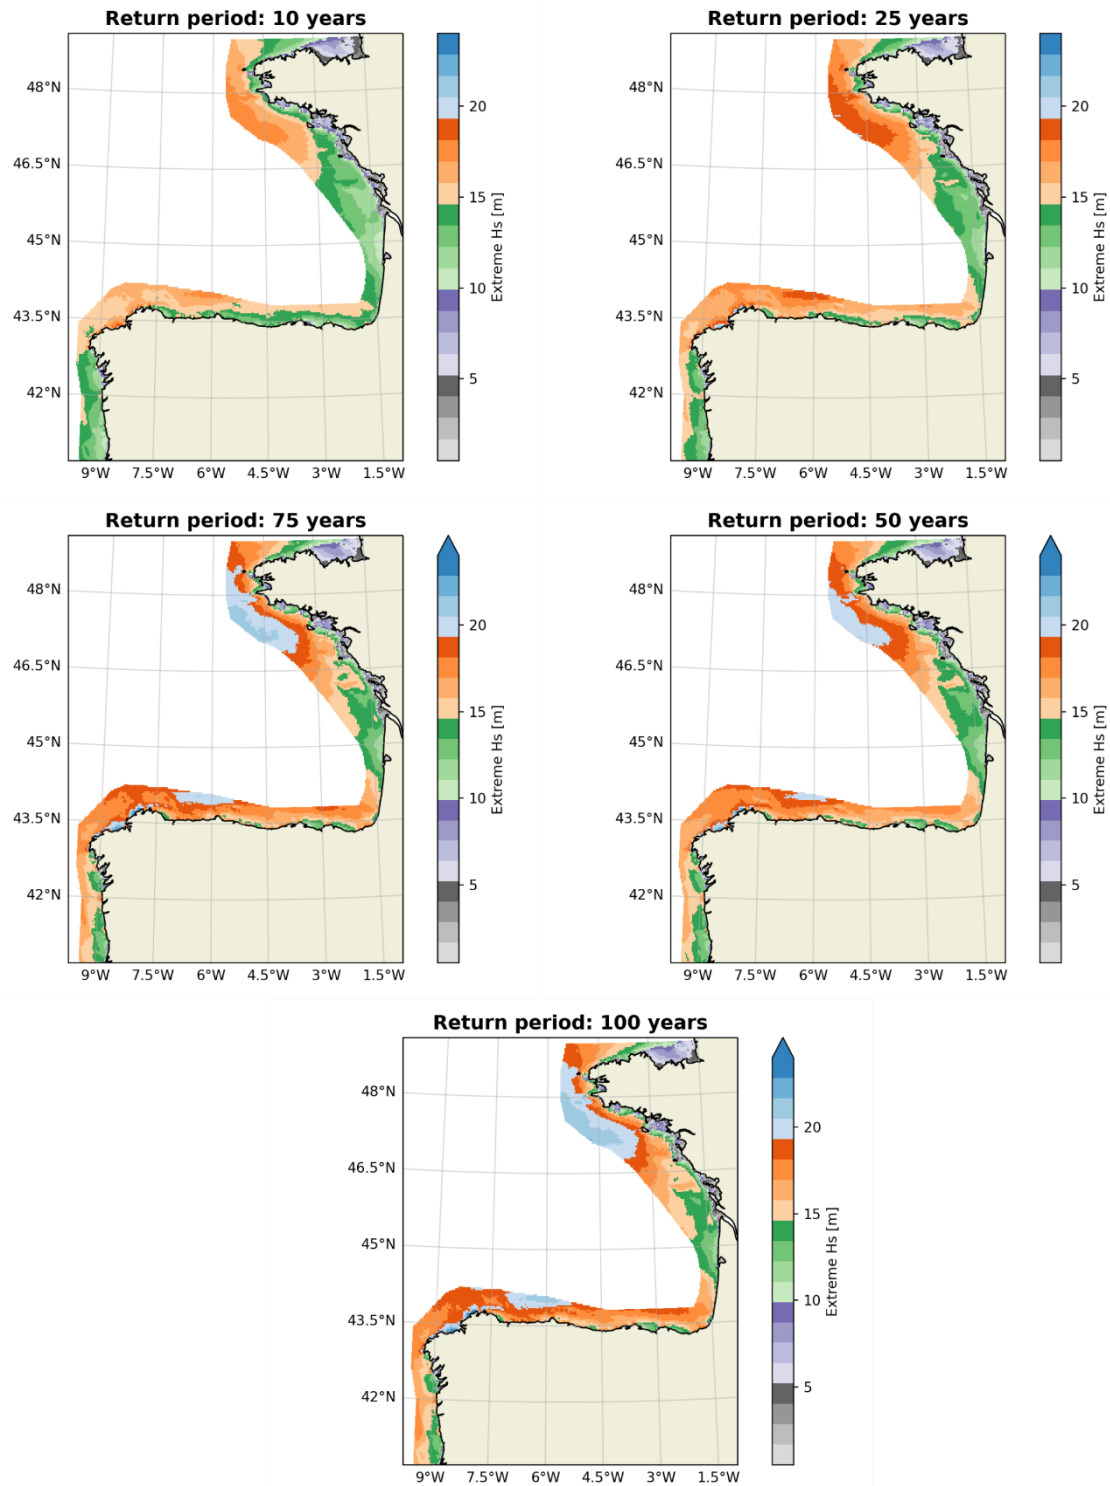 Return period: 10 years
48°N
46.5°N
45°N
43.5°N
42°N
9°W 7.5°W 6°W 4.5°W 3°W 1.5°W
20
15
10
5
Extreme Hs [m]
Return period: 25 years
48°N
46.5°N
45°N
43.5°N
42°N
9°W 7.5°W 6°W 4.5°W 3°W 1.5°W
20
15
10
5
Extreme Hs [m]
Return period: 75 years
48°N
46.5°N
45°N
43.5°N
42°N
9°W 7.5°W 6°W 4.5°W 3°W 1.5°W
20
15
10
5
Extreme Hs [m]
Return period: 50 years
48°N
46.5°N
45°N
43.5°N
42°N
9°W 7.5°W 6°W 4.5°W 3°W 1.5°W
20
15
10
5
Extreme Hs [m]
Return period: 100 years
48°N
46.5°N
45°N
43.5°N
42°N
9°W 7.5°W 6°W 4.5°W 3°W 1.5°W
20
15
10
5
Extreme Hs [m]